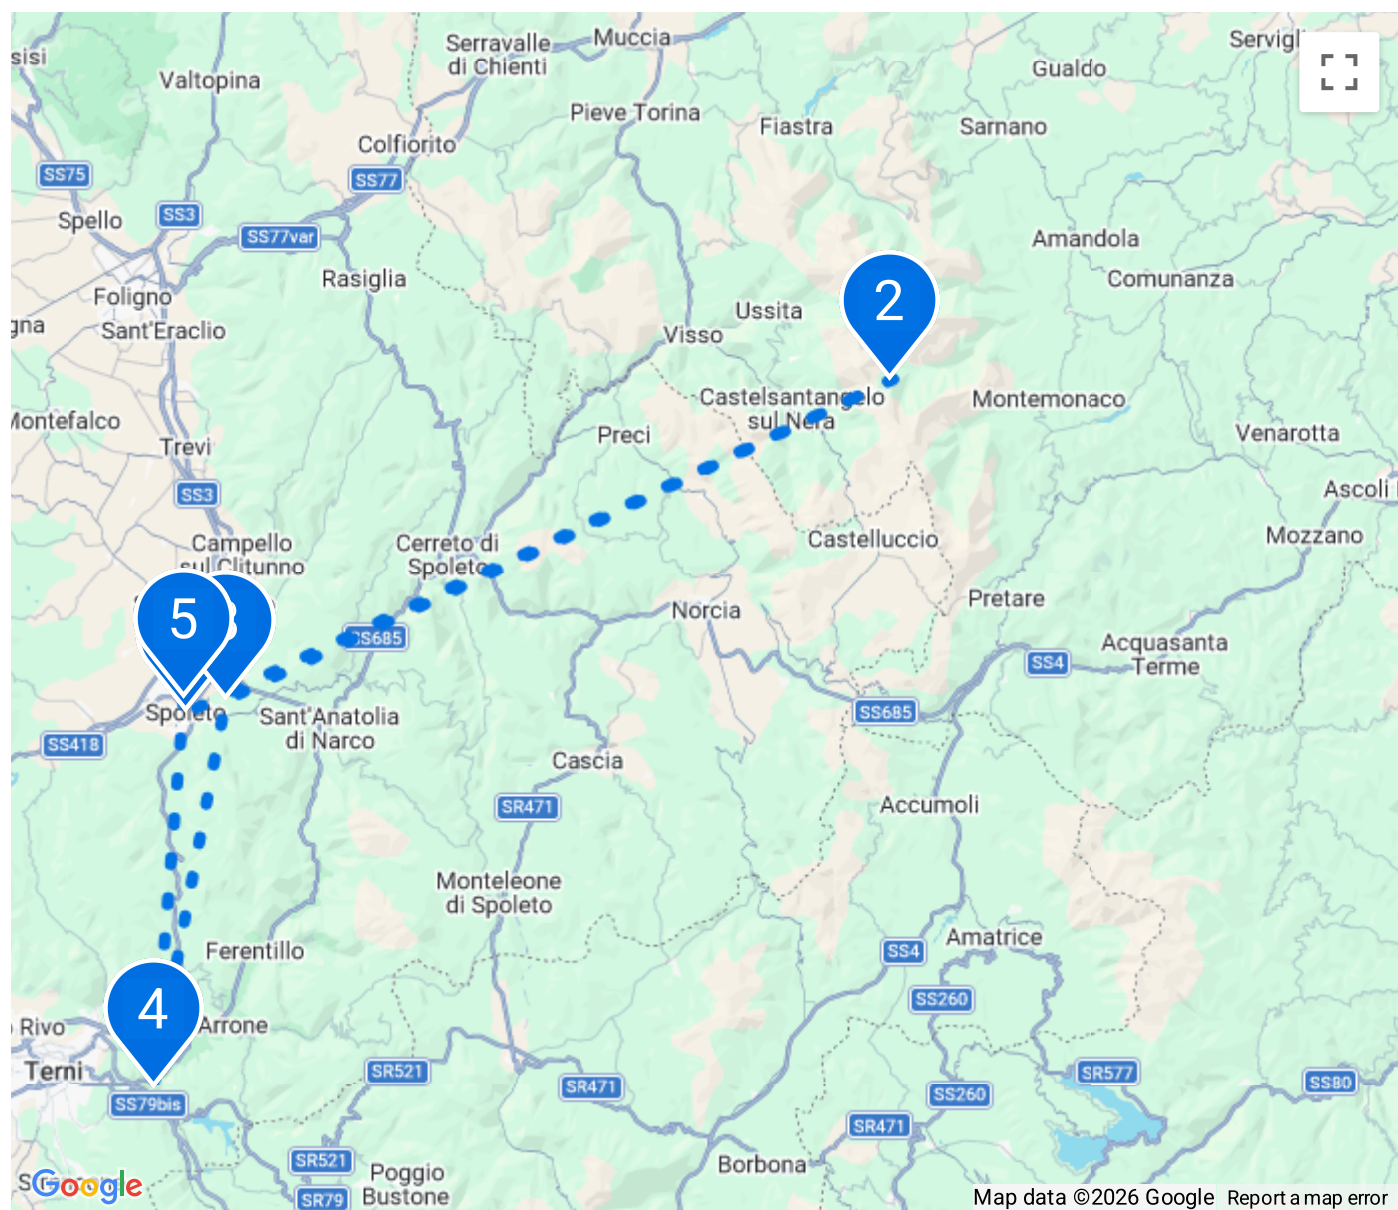 Serravalle
di Chienti
Muccia
Servigl
sisi
Valtopina
Gualdo
Pieve Torina
Fiastra
Sarnano
Colfiorito
SS75
SS77
Spello
SS3
SS77var
Amandola
Rasiglia
Comunanza
Foligno
2
Ussita
gna
Sant'Eraclio
Visso
Castelsantangelo
sul Nera
Montemonaco
Montefalco
Preci
Venarotta
Trevi
SS3
Ascoli
Mozzano
Campello
sul Clitunno
Cerreto di
Spoleto
Castelluccio
Pretare
Norcia
5
3
SS685
Acquasanta
Terme
SS4
Spoleto
Sant'Anatolia
di Narco
SS685
SS418
Cascia
SR471
Accumoli
Monteleone
di Spoleto
Ferentillo
SS4
Amatrice
SS260
4
o Rivo
Arrone
Terni
SR521
SR471
SR577
SS80
SS260
SS79bis
SR471
SR521
Poggio
Bustone
Borbona
SR79
Google
Map data ©2026 Google
Report a map error